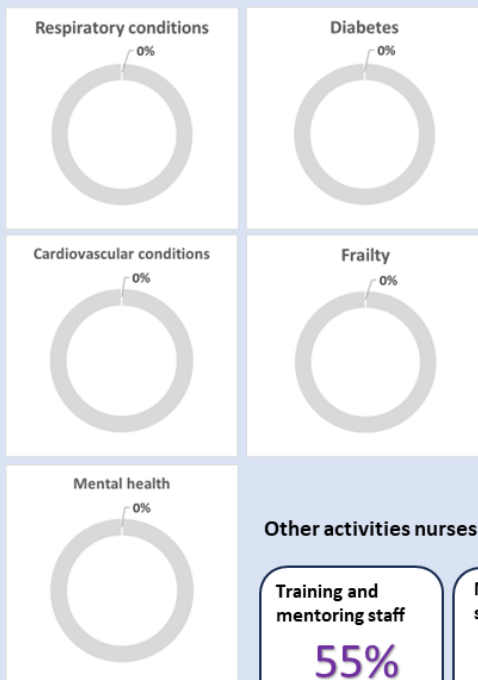 Respiratory conditions
0%
Diabetes
0%
Cardiovascular conditions
0%
Frailty
0%
Mental health
0%
Other activities nurses
Training and
mentoring staff
55%